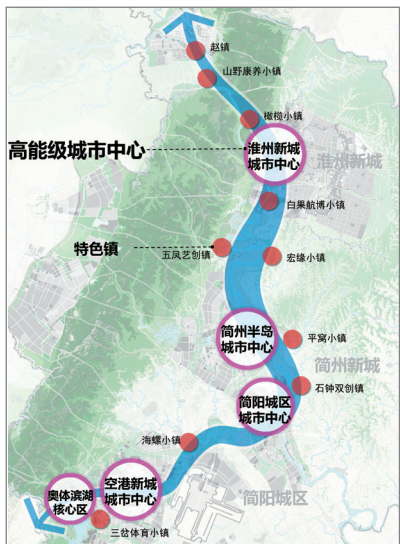 赵镇
山野康养小镇
橄榄小镇
高能级城市中心
淮州新城
城市中心
淮州新城
白果航博小镇
特色镇
五凤艺创镇
宏缘小镇
简州半岛
城市中心
平窝小镇
简州新城
石钟双创镇
简阳城区
城市中心
海螺小镇
空港新城
城市中心
奥体滨湖
核心区
简阳城区
三岔体育小镇